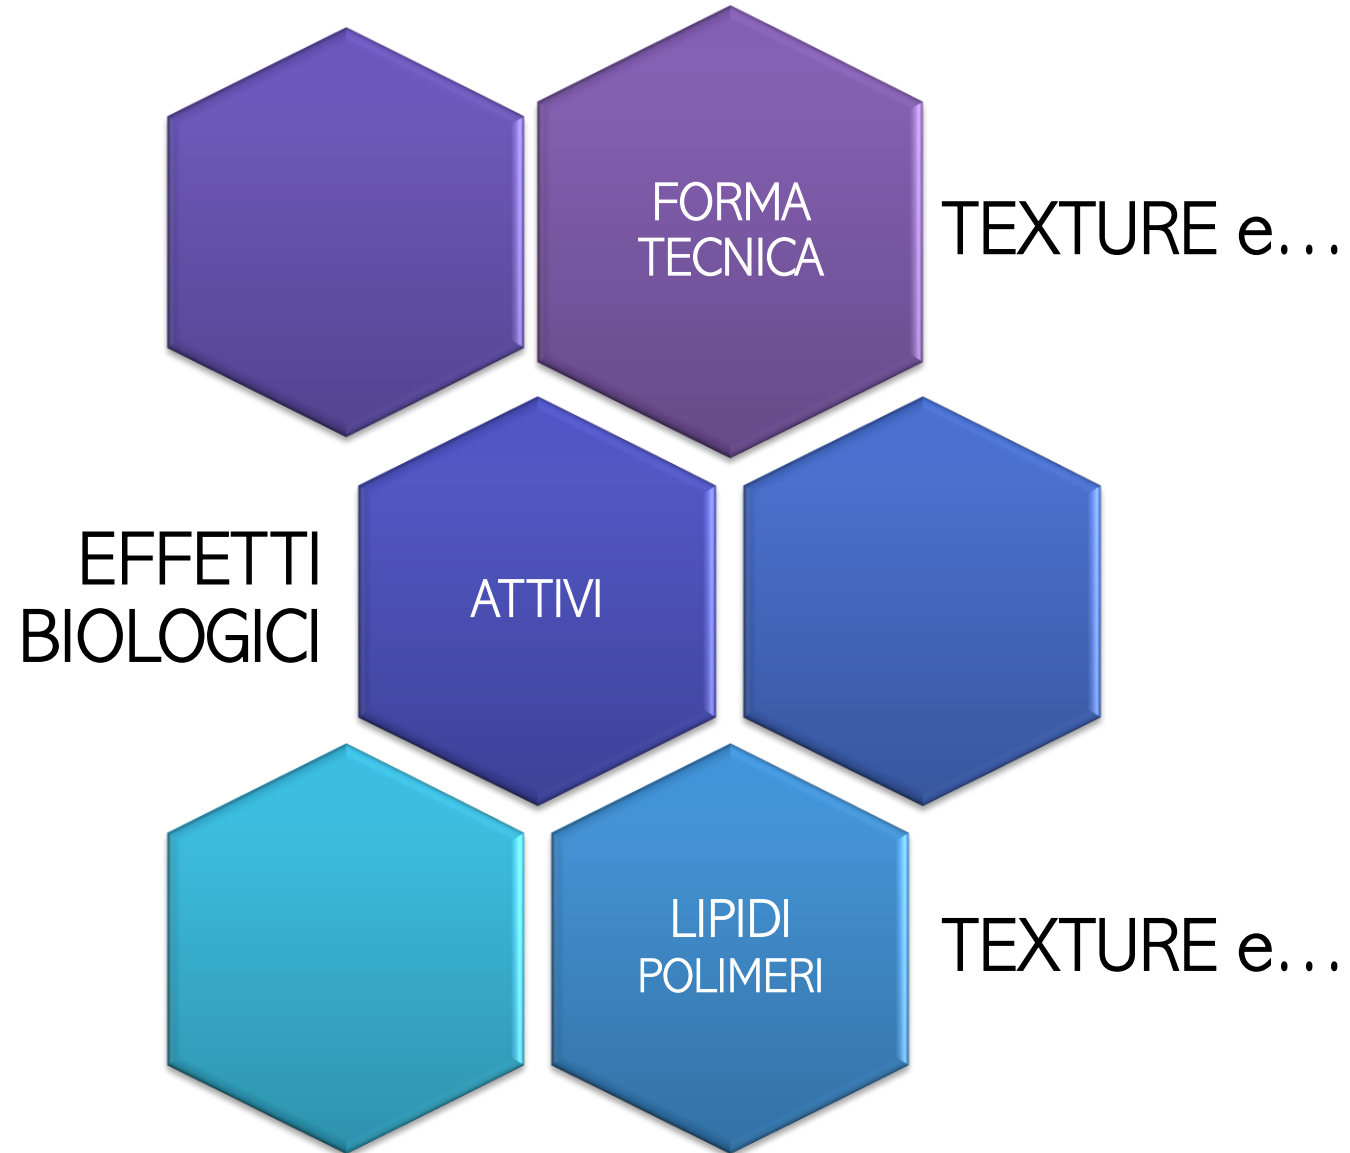 FORMA
TECNICA
TEXTURE e...
EFFETTI
BIOLOGICI
ATTIVI
LIPIDI
POLIMERI
TEXTURE e...